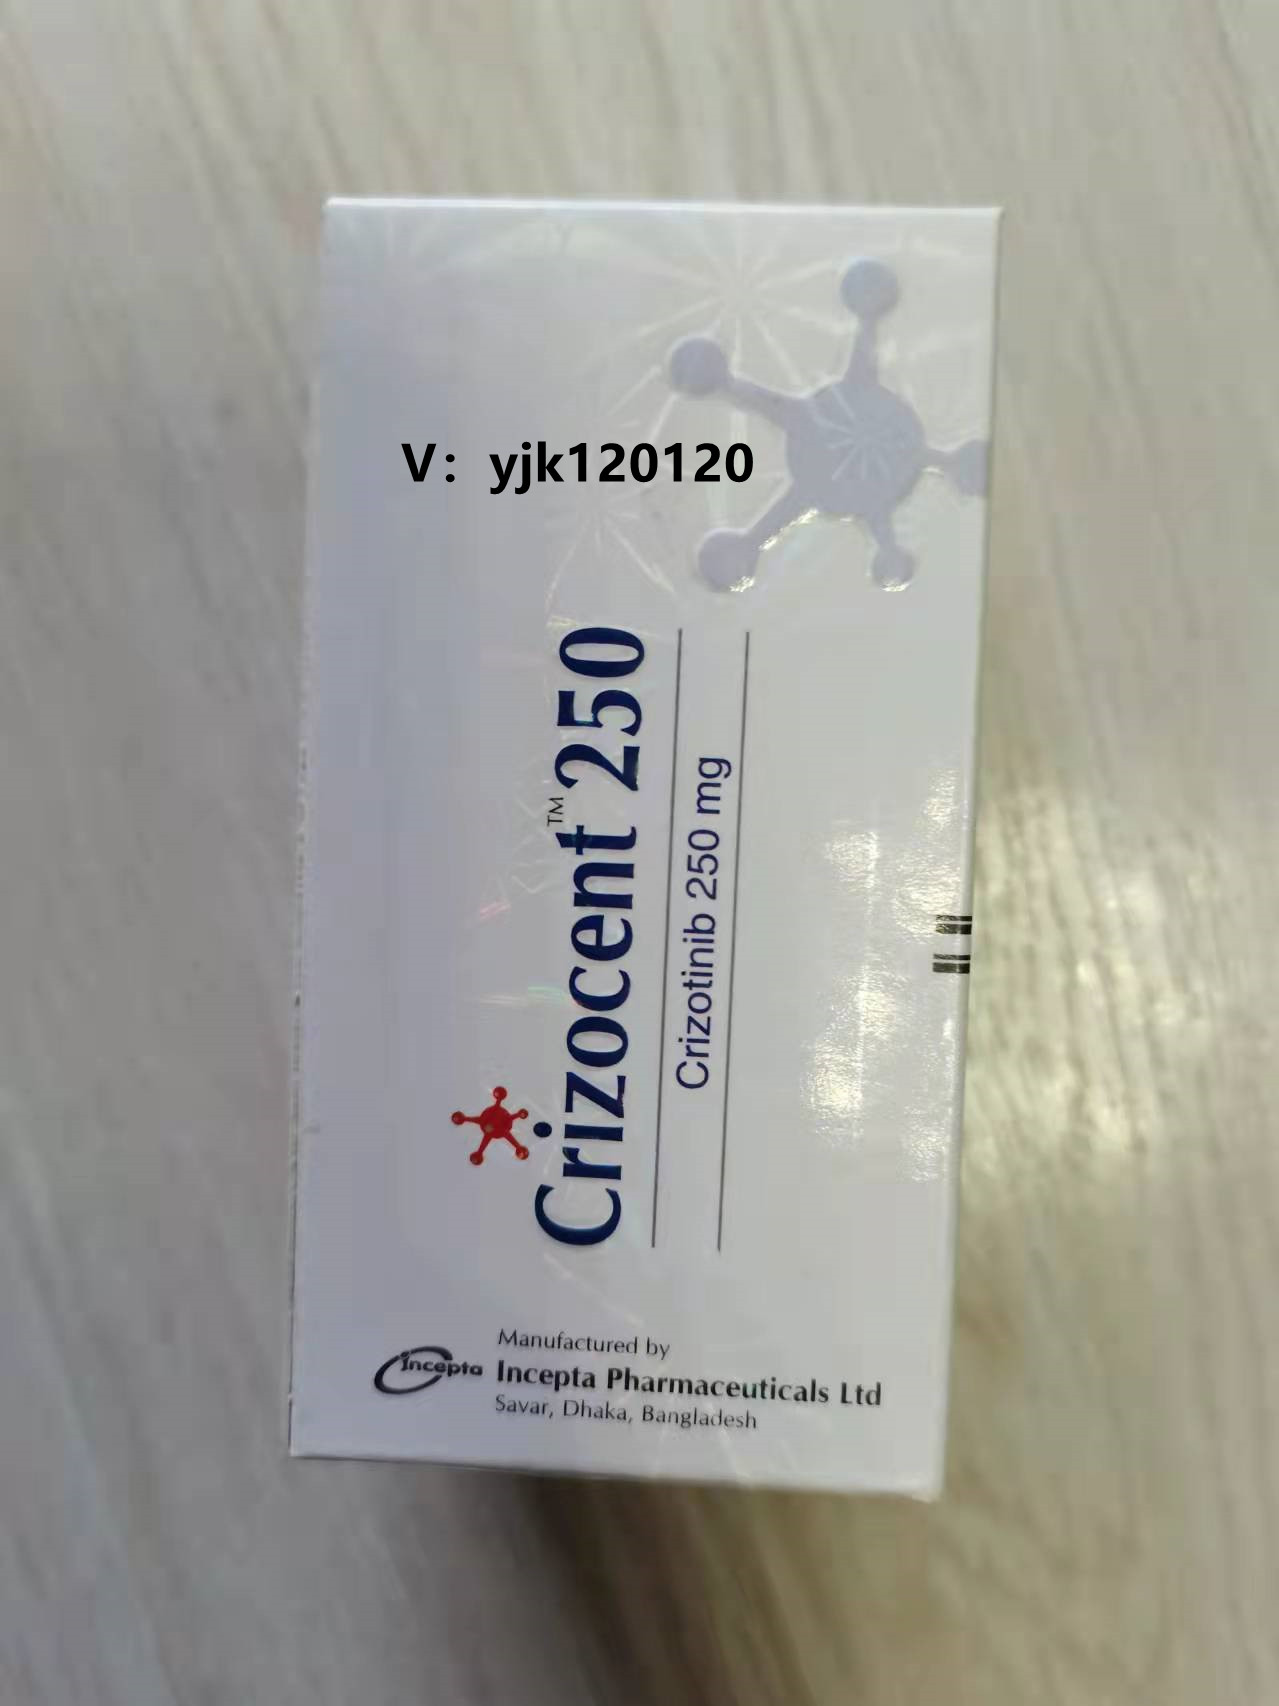 V：yjk120120
Crizocent™ 250
Crizotinib 250 mg
Manufactured by
Incepta
Incepta Pharmaceuticals Ltd
Savar, Dhaka, Bangladesh